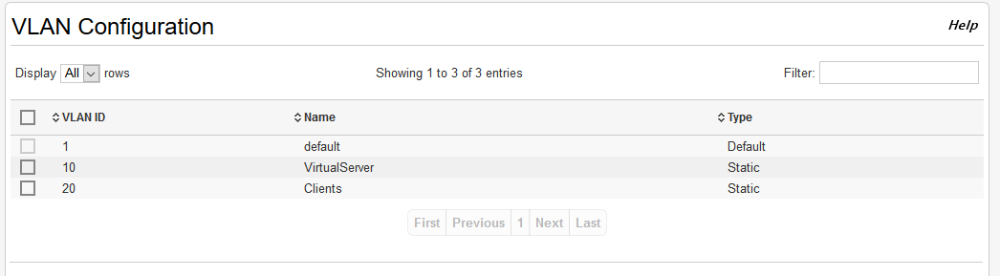 VLAN Configuration Help
Display All rows Showing 1 to 3 of 3 entries Filter:
VLAN ID Name Type
1 default Default
10 VirtualServer Static
20 Clients Static
First Previous 1 Next Last